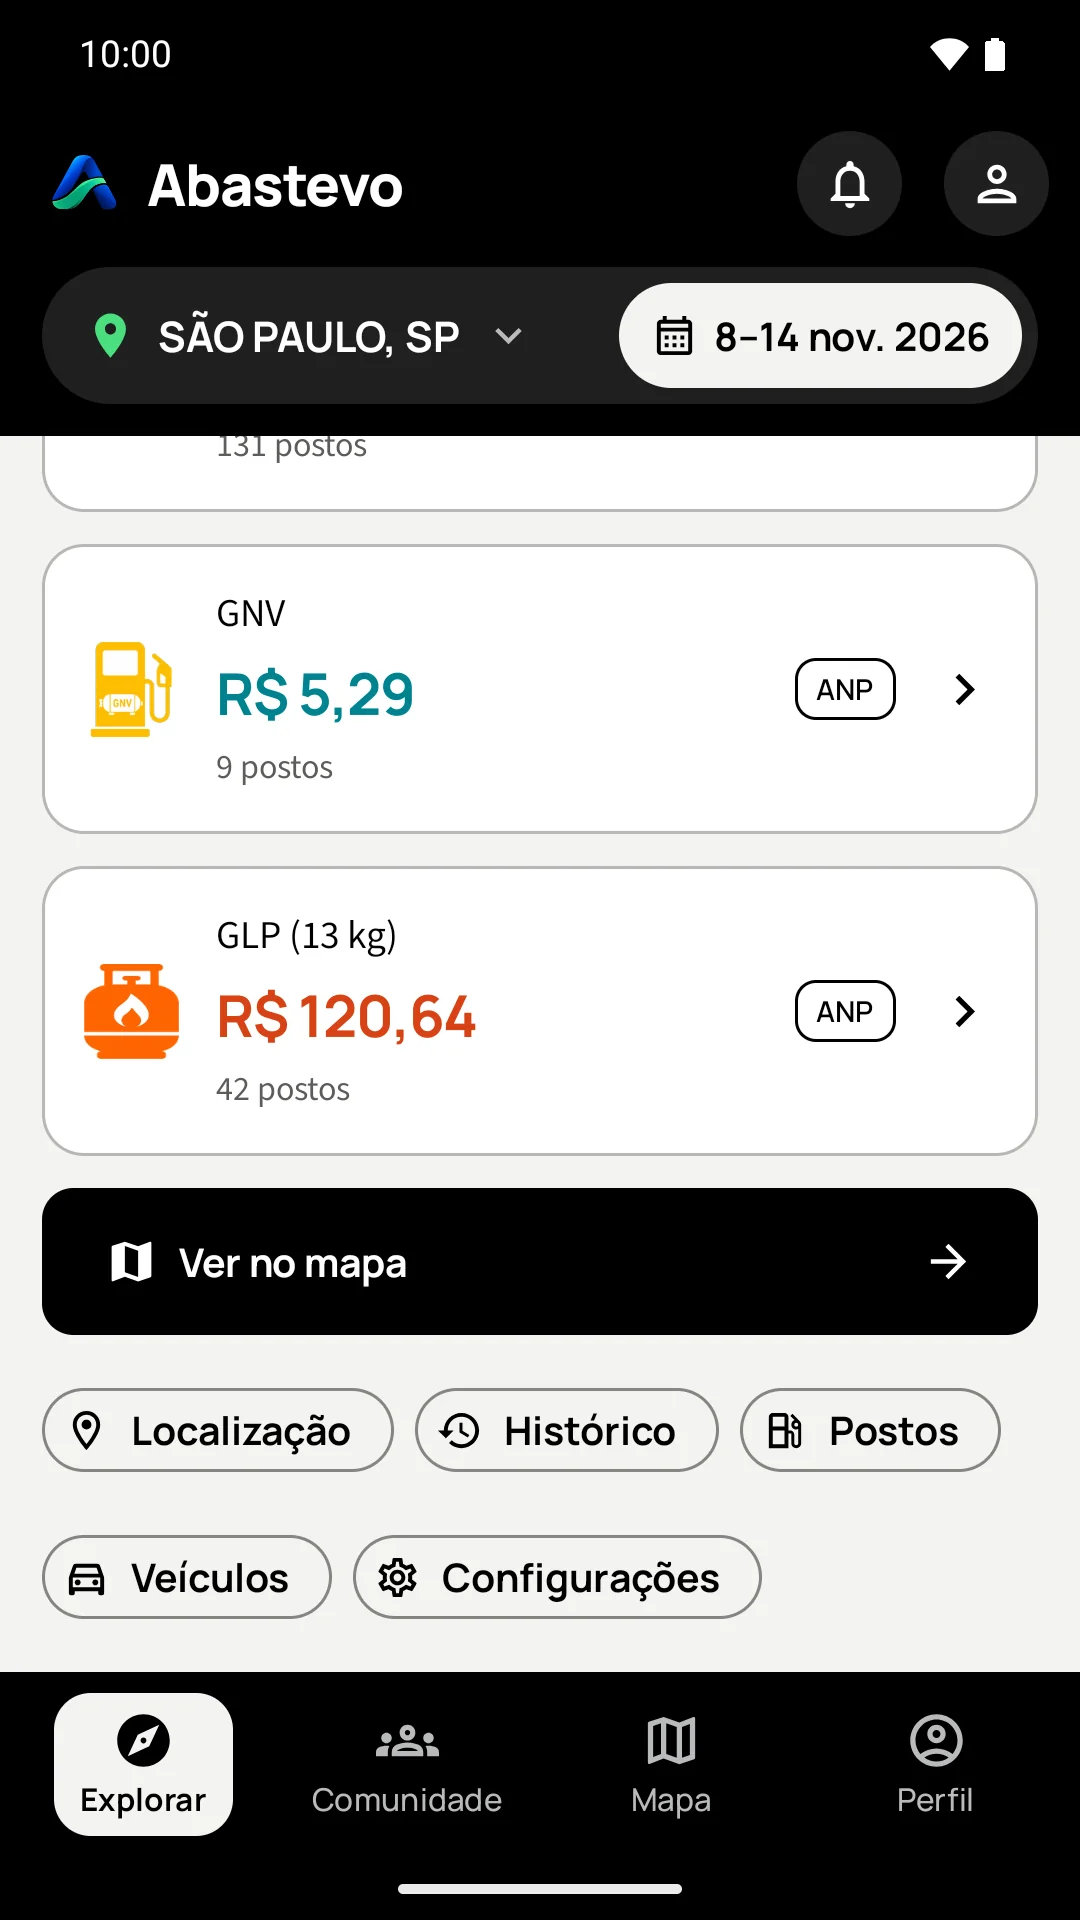 10:00
Abastevo
SÃO PAULO, SP
8–14 nov. 2026
131 postos
GNV
GNV
R$ 5,29
9 postos
ANP
GLP (13 kg)
R$ 120,64
42 postos
ANP
Ver no mapa
Localização
Histórico
Postos
Veículos
Configurações
Explorar
Comunidade
Mapa
Perfil